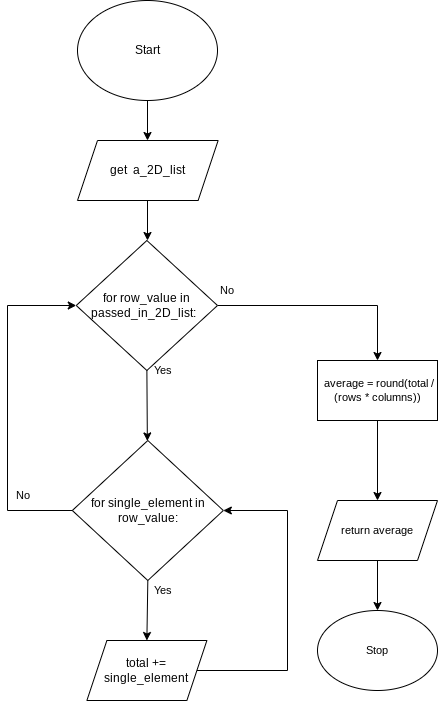 Start
get  a_2D_list
for row_value in
passed_in_2D_list:
No
Yes
average = round(total /
(rows * columns))
for single_element in
row_value:
No
Yes
return average
total +=
single_element
Stop